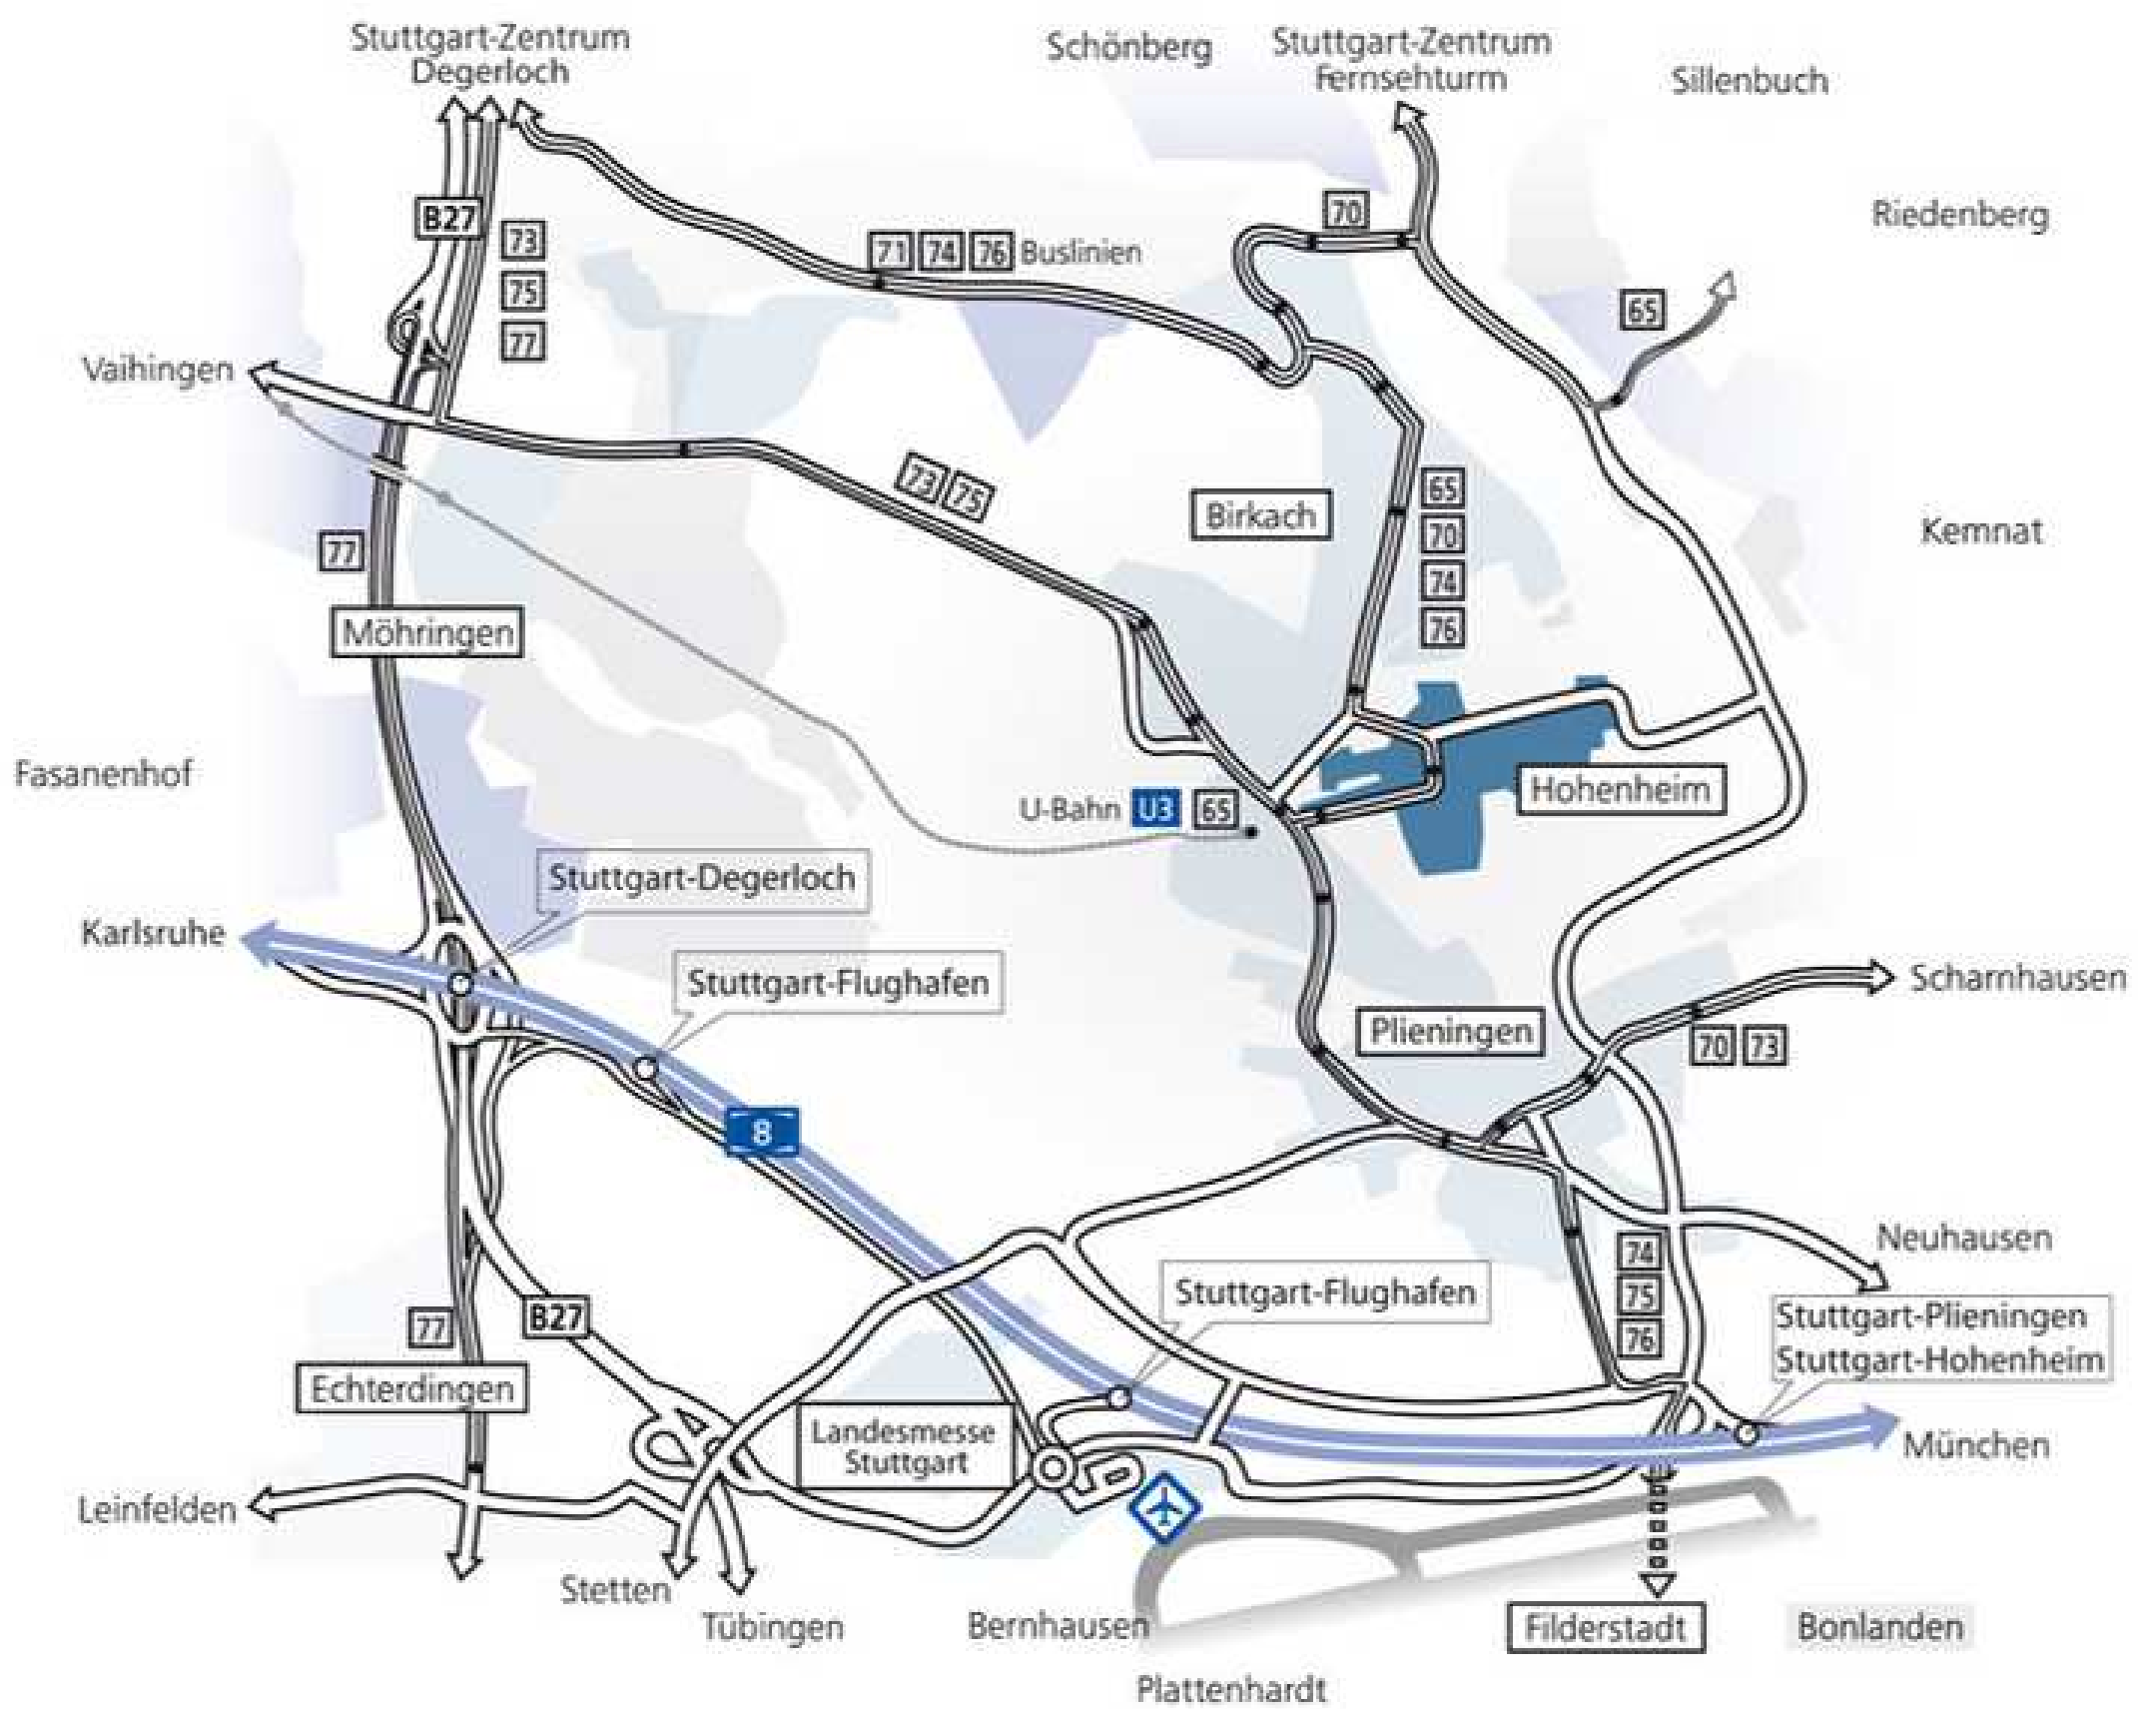 Stuttgart-Zentrum
Degerloch
Schönberg
Stuttgart-Zentrum
Fernsehturm
Sillenbuch
B27
73
75
77
71 74 76 Buslinien
70
Riedenberg
65
Vaihingen
73 75
Birkach
65
70
74
76
Kemnat
77
Möhringen
Fasanenhof
Hohenheim
U-Bahn U3 65
Stuttgart-Degerloch
Karlsruhe
Stuttgart-Flughafen
Scharnhausen
Plieningen
70 73
8
Neuhausen
74
75
76
Stuttgart-Flughafen
Stuttgart-Plieningen
Stuttgart-Hohenheim
77
B27
Echterdingen
Landesmesse
Stuttgart
München
Leinfelden
Stetten
Tübingen
Bernhausen
Filderstadt
Bonlanden
Plattenhardt